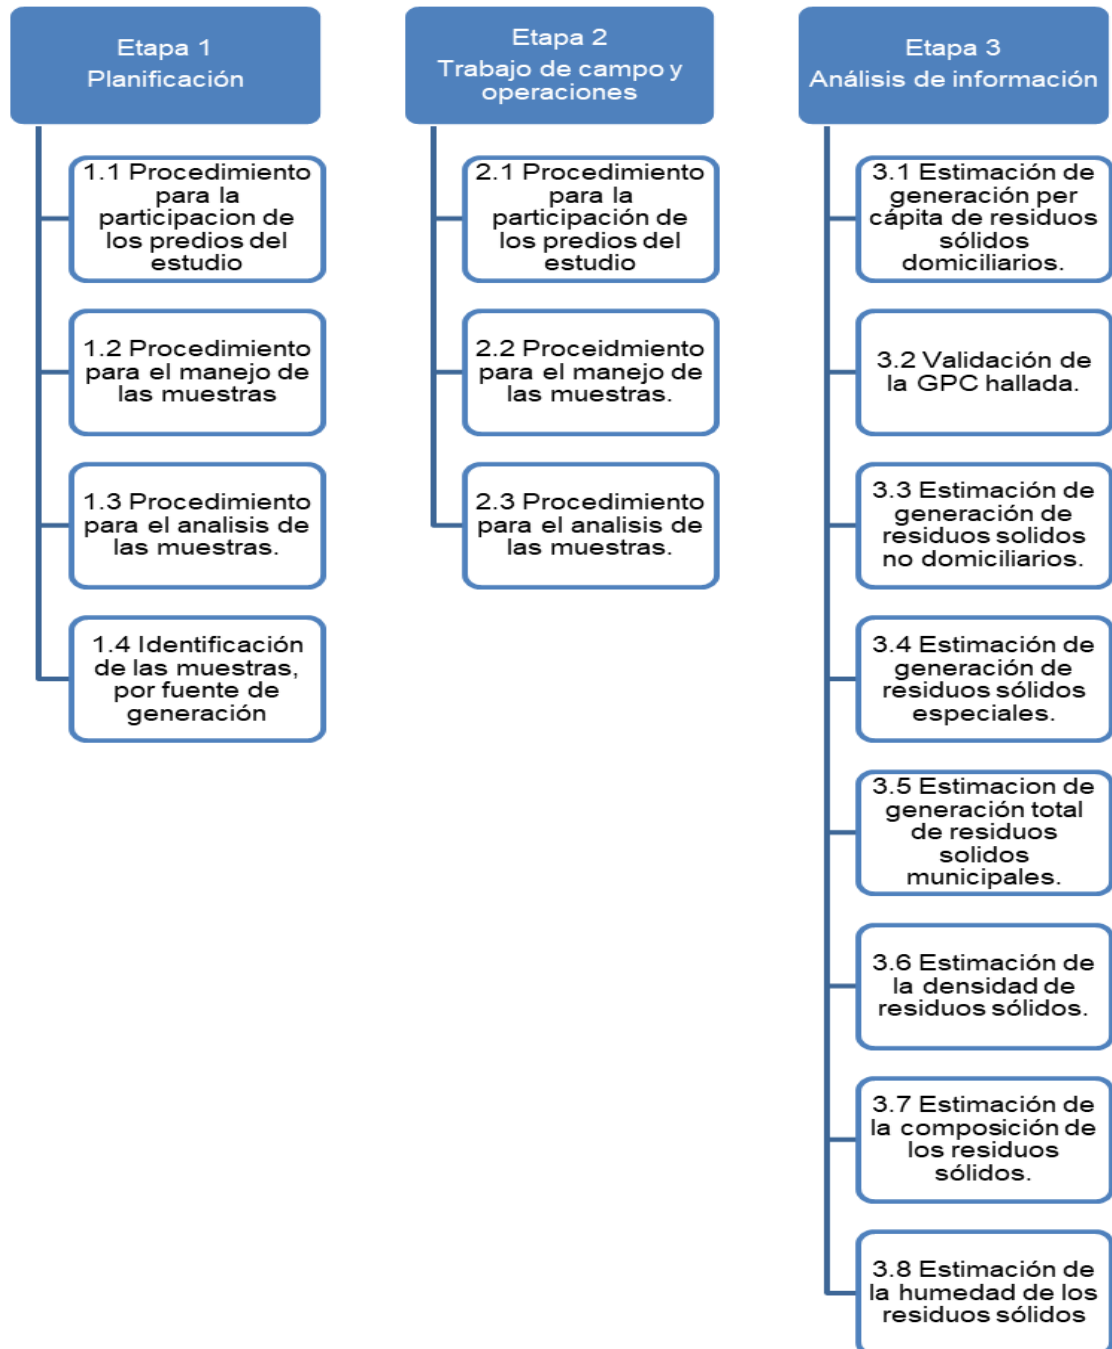 Etapa 1
Planificación
1.1 Procedimiento
para la
participacion de
los predios del
estudio
1.2 Procedimiento
para el manejo de
las muestras
1.3 Procedimiento
para el analisis de
las muestras.
1.4 Identificación
de las muestras,
por fuente de
generación
Etapa 2
Trabajo de campo y
operaciones
2.1 Procedimiento
para la
participación de
los predios del
estudio
2.2 Proceidmiento
para el manejo de
las muestras.
2.3 Procedimiento
para el analisis de
las muestras.
Etapa 3
Análisis de información
3.1 Estimación de
generación per
cápita de residuos
sólidos
domiciliarios.
3.2 Validación de
la GPC hallada.
3.3 Estimación de
generación de
residuos solidos
no domiciliarios.
3.4 Estimación de
generación de
residuos sólidos
especiales.
3.5 Estimacion de
generación total
de residuos
solidos
municipales.
3.6 Estimación de
la densidad de
residuos sólidos.
3.7 Estimación de
la composición de
los residuos
sólidos.
3.8 Estimación de
la humedad de los
residuos sólidos